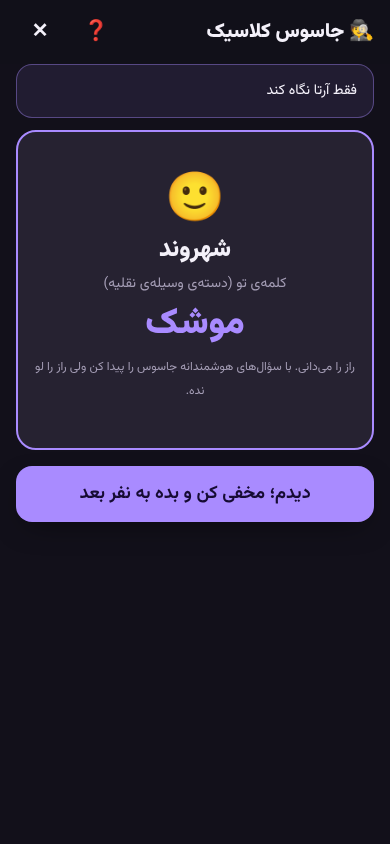 🕵️ جاسوس کلاسیک ❓ ✕
فقط آرتا نگاه کند
شهروند
کلمه‌ی تو (دسته‌ی وسیله‌ی نقلیه)
موشک
راز را می‌دانی. با سؤال‌های هوشمندانه جاسوس را پیدا کن ولی راز را لو
نده.
دیدم؛ مخفی کن و بده به نفر بعد